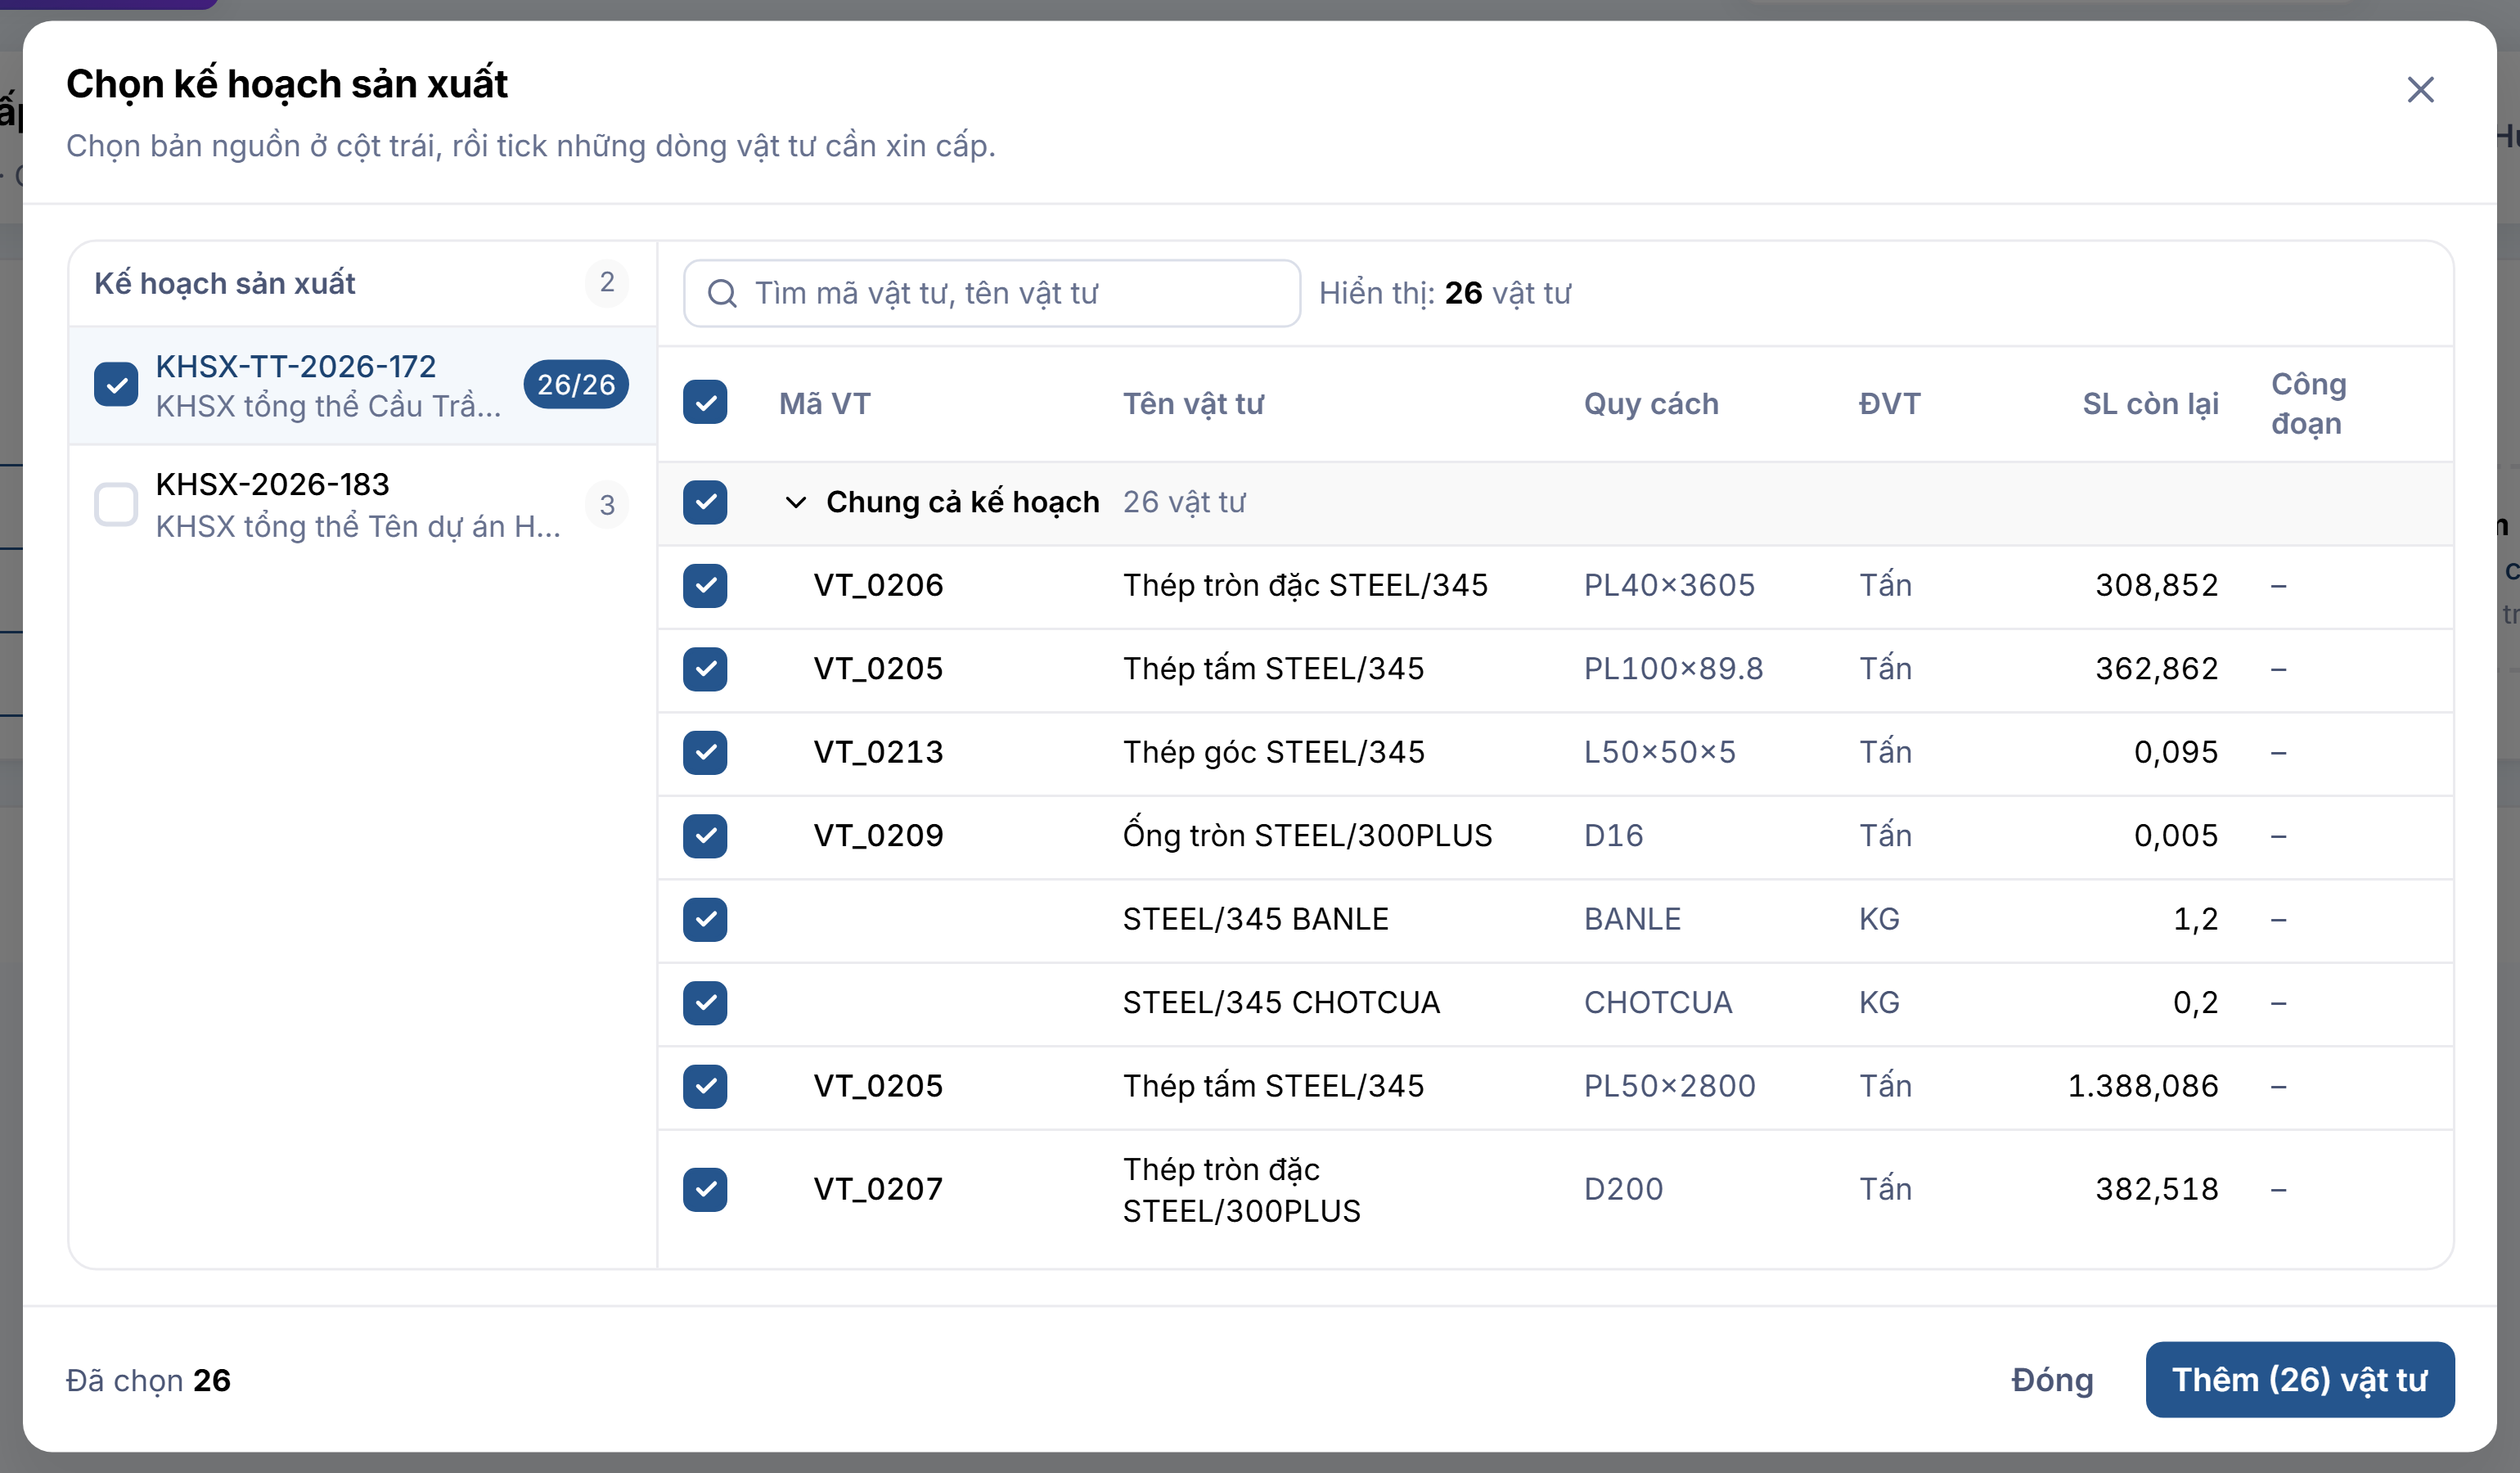 Chọn kế hoạch sản xuất
Chọn bản nguồn ở cột trái, rồi tick những dòng vật tư cần xin cấp.
Kế hoạch sản xuất 2
KHSX-TT-2026-172
KHSX tổng thể Cầu Trầ... 26/26
KHSX-2026-183
KHSX tổng thể Tên dự án H... 3
Tìm mã vật tư, tên vật tư Hiển thị: 26 vật tư
Mã VT Tên vật tư Quy cách ĐVT SL còn lại Công đoạn
Chung cả kế hoạch 26 vật tư
VT_0206 Thép tròn đặc STEEL/345 PL40×3605 Tấn 308,852 –
VT_0205 Thép tấm STEEL/345 PL100×89.8 Tấn 362,862 –
VT_0213 Thép góc STEEL/345 L50×50×5 Tấn 0,095 –
VT_0209 Ống tròn STEEL/300PLUS D16 Tấn 0,005 –
STEEL/345 BANLE BANLE KG 1,2 –
STEEL/345 CHOTCUA CHOTCUA KG 0,2 –
VT_0205 Thép tấm STEEL/345 PL50×2800 Tấn 1.388,086 –
VT_0207 Thép tròn đặc STEEL/300PLUS D200 Tấn 382,518 –
Đã chọn 26
Đóng
Thêm (26) vật tư